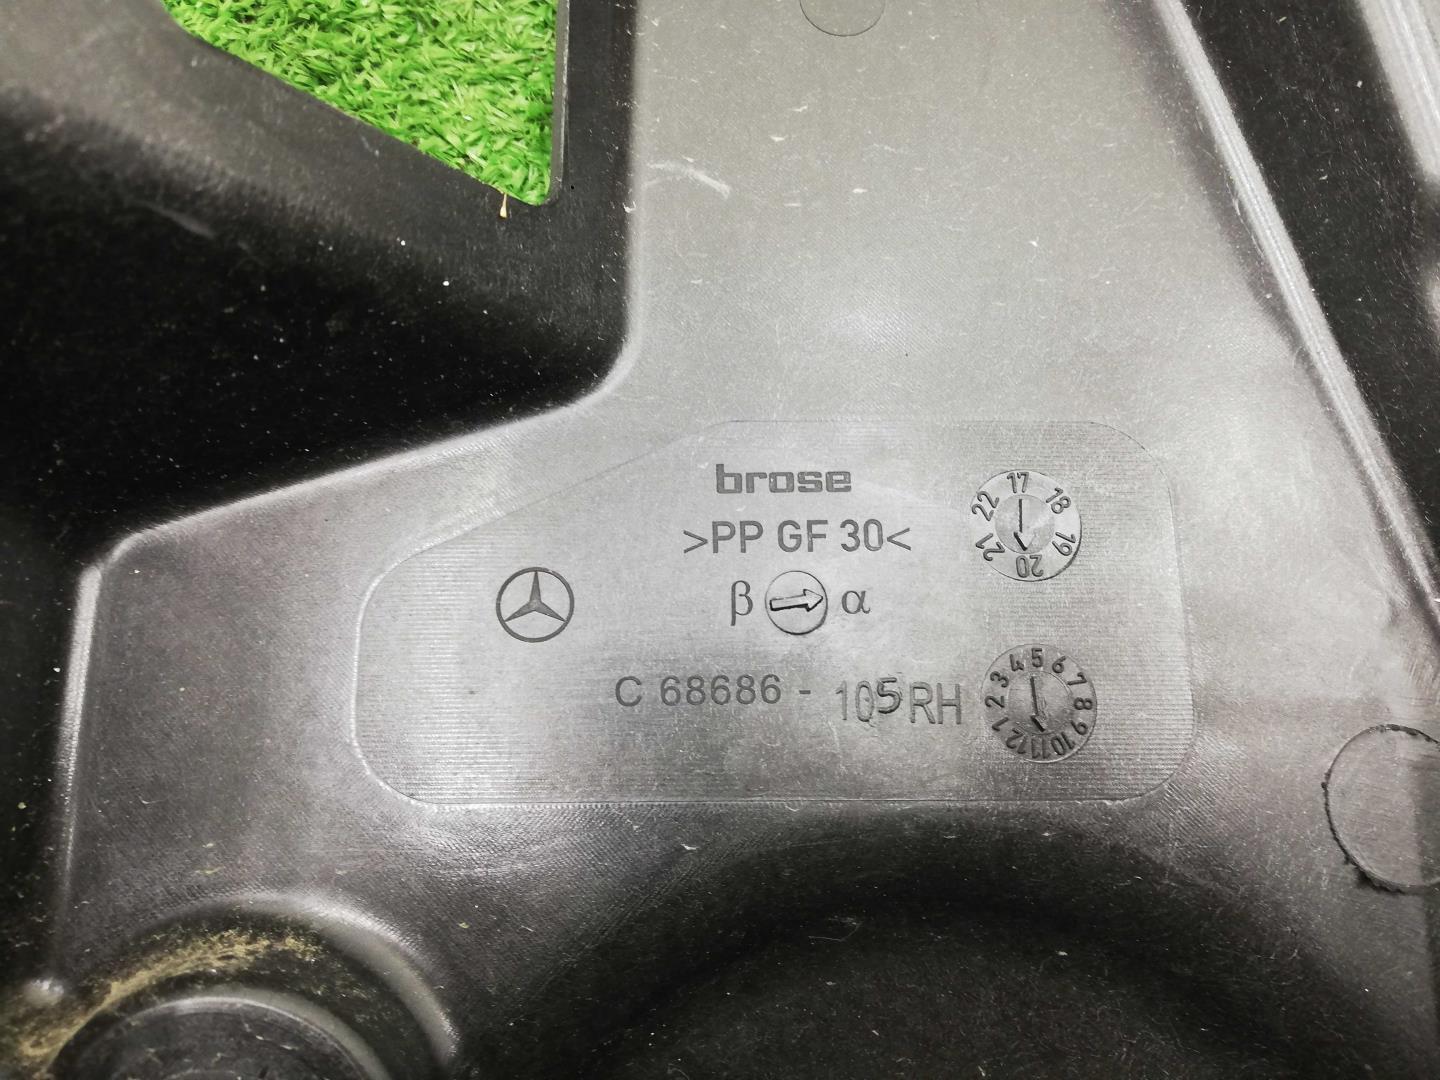 brose
>PP GF 30<
β α
C 68686 - 105 RH
17 18 19 20 21 22
1 2 3 4 5 6 7 8 9 10 11 12